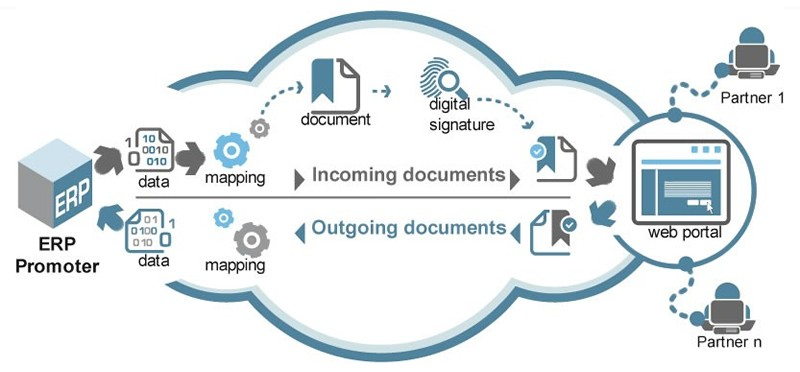 Partner 1
document
digital
signature
1
0
10
0010
010
data
mapping
Incoming documents
ERP
ERP
Promoter
01
0100
010
1
data
mapping
Outgoing documents
web portal
Partner n